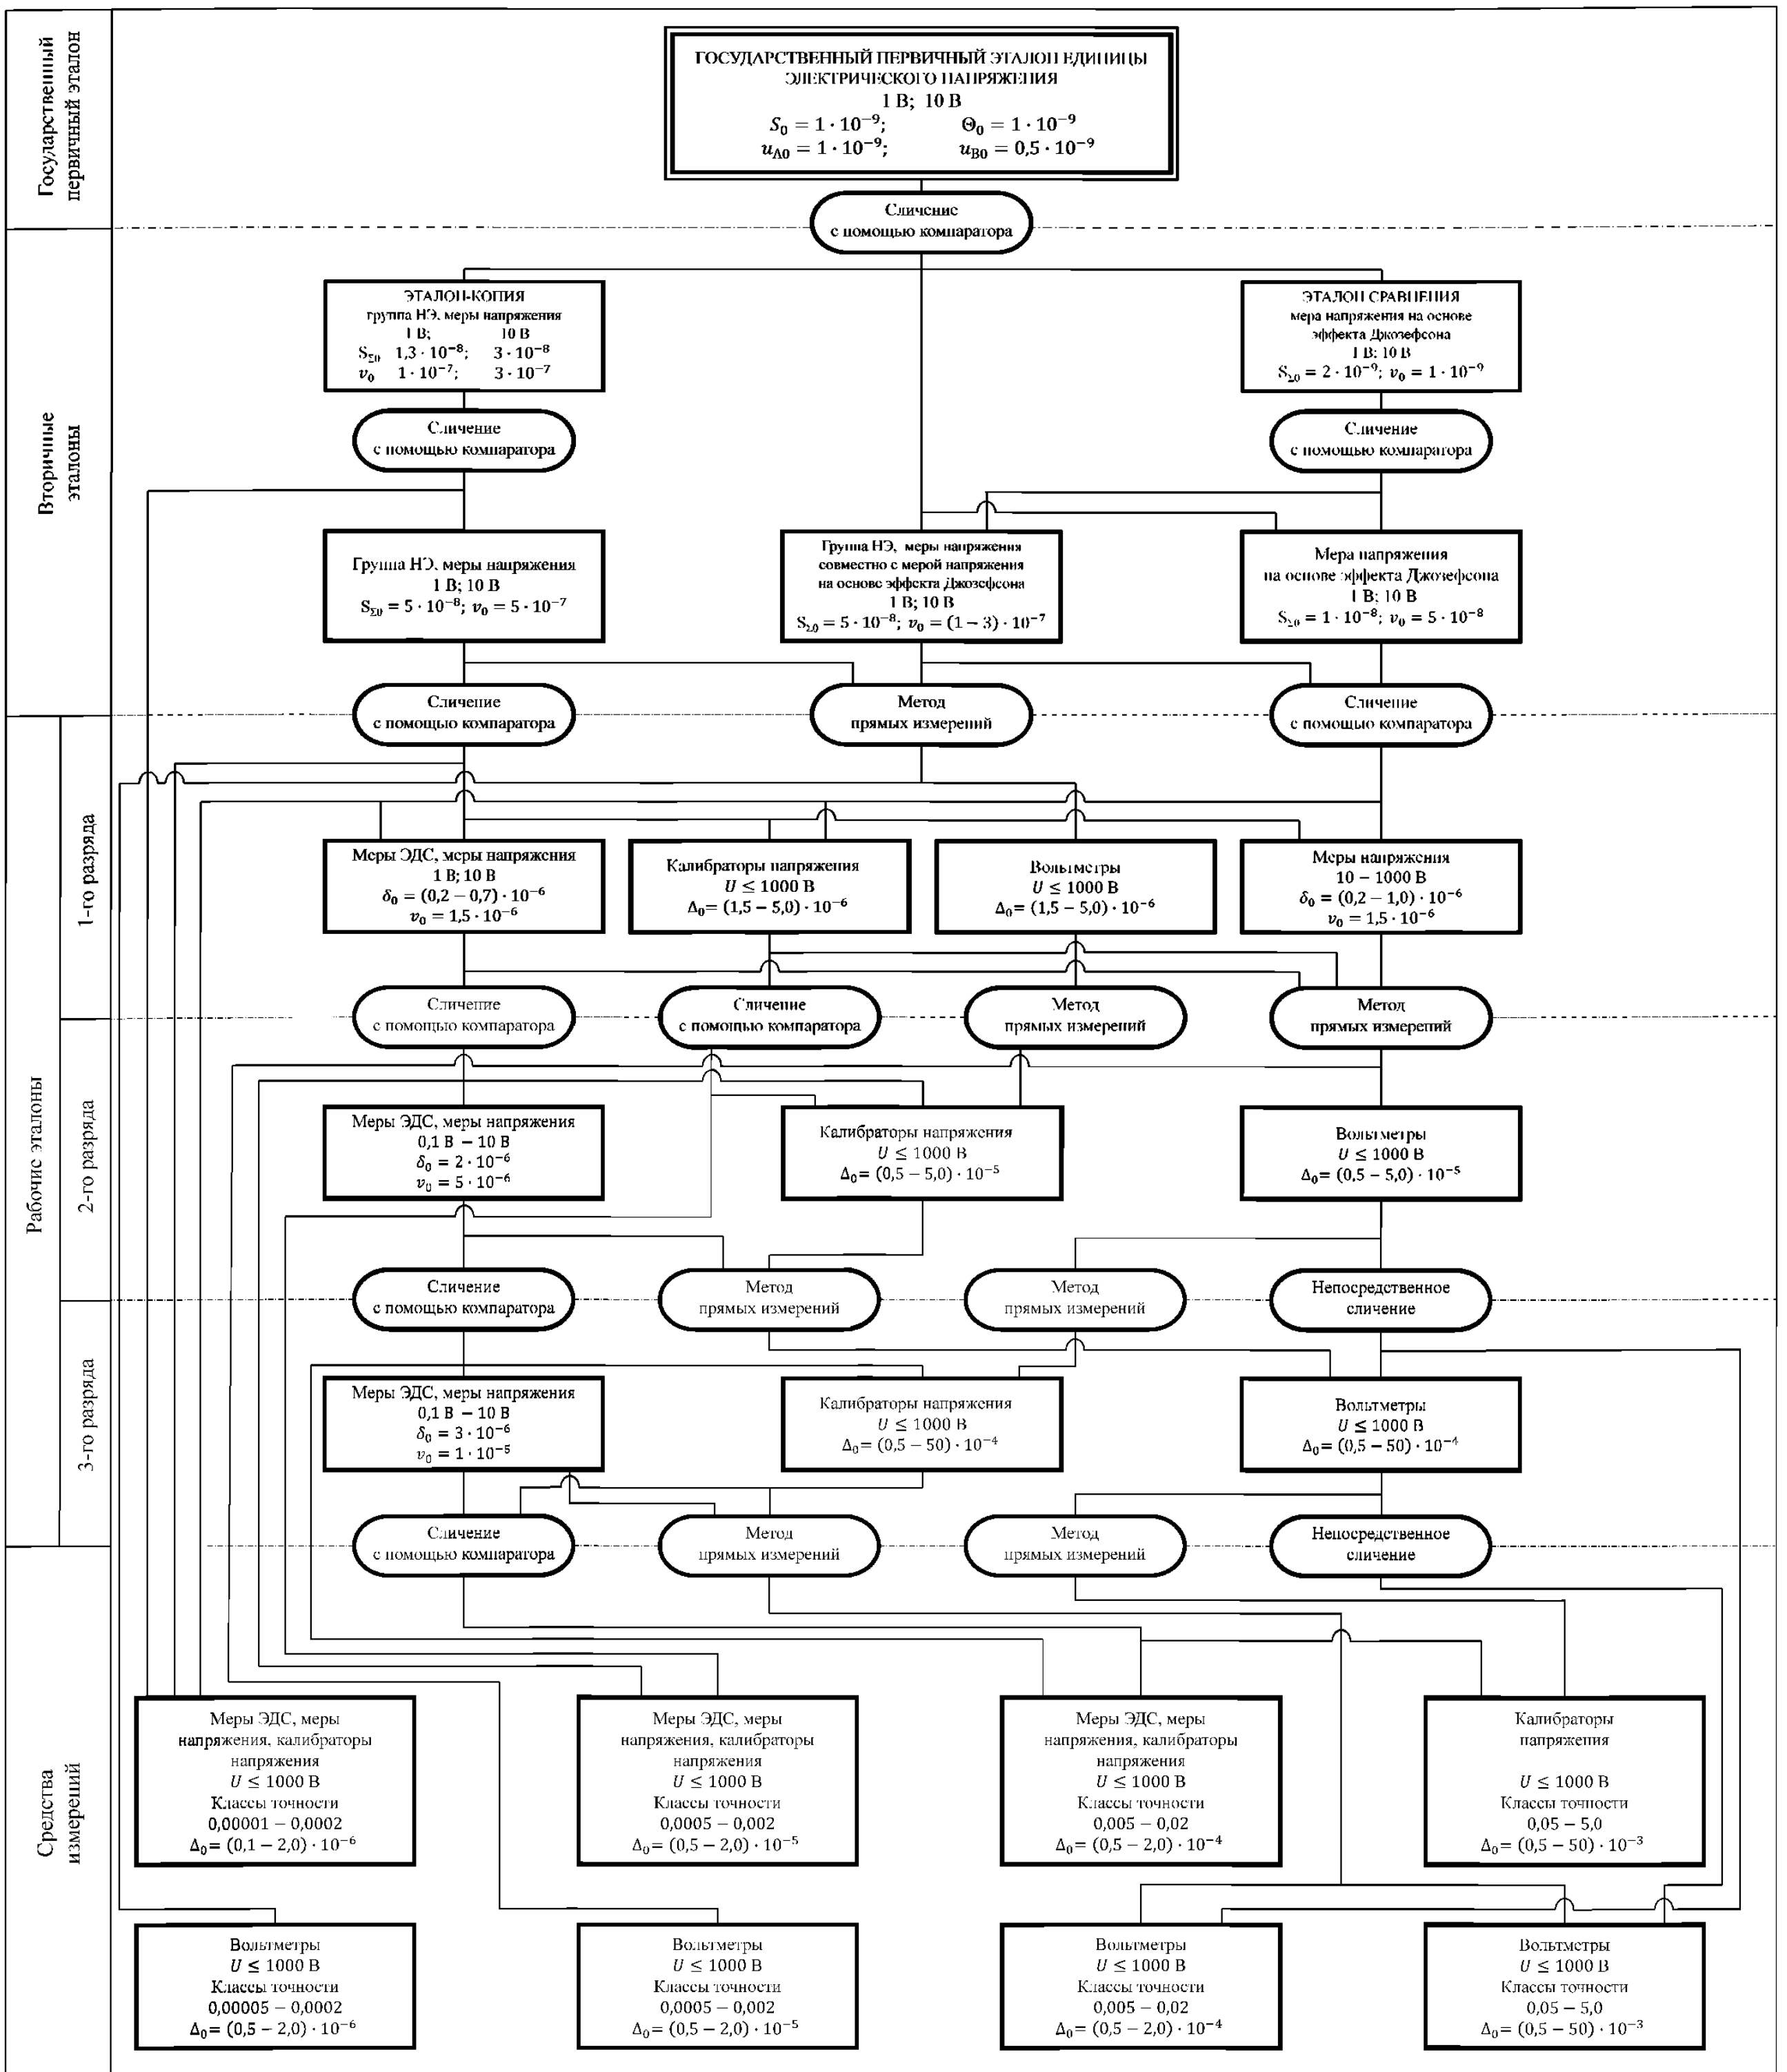 Государственный
первичный эталон
ГОСУДАРСТВЕННЫЙ ПЕРВИЧНЫЙ ЭТАЛОН ЕДИНИЦЫ
ЭЛЕКТРИЧЕСКОГО НАПРЯЖЕНИЯ
1 В; 10 В
S₀ = 1 · 10⁻⁹; Θ₀ = 1 · 10⁻⁹
u_A0 = 1 · 10⁻⁹; u_B0 = 0,5 · 10⁻⁹
Сличение
с помощью компаратора
Вторичные
эталоны
ЭТАЛОН-КОПИЯ
группа НЭ, меры напряжения
1 В; 10 В
S_Σ0 1,3 · 10⁻⁸; 3 · 10⁻⁸
v₀ 1 · 10⁻⁷; 3 · 10⁻⁷
ЭТАЛОН СРАВНЕНИЯ
мера напряжения на основе
эффекта Джозефсона
1 В; 10 В
S_Σ0 = 2 · 10⁻⁹; v₀ = 1 · 10⁻⁹
Сличение
с помощью компаратора
Сличение
с помощью компаратора
Группа НЭ, меры напряжения
1 В; 10 В
S_Σ0 = 5 · 10⁻⁸; v₀ = 5 · 10⁻⁷
Группа НЭ, меры напряжения
совместно с мерой напряжения
на основе эффекта Джозефсона
1 В; 10 В
S_Σ0 = 5 · 10⁻⁸; v₀ = (1 − 3) · 10⁻⁷
Мера напряжения
на основе эффекта Джозефсона
1 В; 10 В
S_Σ0 = 1 · 10⁻⁸; v₀ = 5 · 10⁻⁸
Сличение
с помощью компаратора
Метод
прямых измерений
Сличение
с помощью компаратора
Рабочие эталоны
1-го разряда
Меры ЭДС, меры напряжения
1 В; 10 В
δ₀ = (0,2 − 0,7) · 10⁻⁶
v₀ = 1,5 · 10⁻⁶
Калибраторы напряжения
U ≤ 1000 В
Δ₀ = (1,5 − 5,0) · 10⁻⁶
Вольтметры
U ≤ 1000 В
Δ₀ = (1,5 − 5,0) · 10⁻⁶
Меры напряжения
10 − 1000 В
δ₀ = (0,2 − 1,0) · 10⁻⁶
v₀ = 1,5 · 10⁻⁶
Сличение
с помощью компаратора
Сличение
с помощью компаратора
Метод
прямых измерений
Метод
прямых измерений
2-го разряда
Меры ЭДС, меры напряжения
0,1 В − 10 В
δ₀ = 2 · 10⁻⁶
v₀ = 5 · 10⁻⁶
Калибраторы напряжения
U ≤ 1000 В
Δ₀ = (0,5 − 5,0) · 10⁻⁵
Вольтметры
U ≤ 1000 В
Δ₀ = (0,5 − 5,0) · 10⁻⁵
Сличение
с помощью компаратора
Метод
прямых измерений
Метод
прямых измерений
Непосредственное
сличение
3-го разряда
Меры ЭДС, меры напряжения
0,1 В − 10 В
δ₀ = 3 · 10⁻⁶
v₀ = 1 · 10⁻⁵
Калибраторы напряжения
U ≤ 1000 В
Δ₀ = (0,5 − 50) · 10⁻⁴
Вольтметры
U ≤ 1000 В
Δ₀ = (0,5 − 50) · 10⁻⁴
Сличение
с помощью компаратора
Метод
прямых измерений
Метод
прямых измерений
Непосредственное
сличение
Средства
измерений
Меры ЭДС, меры
напряжения, калибраторы
напряжения
U ≤ 1000 В
Классы точности
0,00001 − 0,0002
Δ₀ = (0,1 − 2,0) · 10⁻⁶
Меры ЭДС, меры
напряжения, калибраторы
напряжения
U ≤ 1000 В
Классы точности
0,0005 − 0,002
Δ₀ = (0,5 − 2,0) · 10⁻⁵
Меры ЭДС, меры
напряжения, калибраторы
напряжения
U ≤ 1000 В
Классы точности
0,005 − 0,02
Δ₀ = (0,5 − 2,0) · 10⁻⁴
Калибраторы
напряжения
U ≤ 1000 В
Классы точности
0,05 − 5,0
Δ₀ = (0,5 − 50) · 10⁻³
Вольтметры
U ≤ 1000 В
Классы точности
0,00005 − 0,0002
Δ₀ = (0,5 − 2,0) · 10⁻⁶
Вольтметры
U ≤ 1000 В
Классы точности
0,0005 − 0,002
Δ₀ = (0,5 − 2,0) · 10⁻⁵
Вольтметры
U ≤ 1000 В
Классы точности
0,005 − 0,02
Δ₀ = (0,5 − 2,0) · 10⁻⁴
Вольтметры
U ≤ 1000 В
Классы точности
0,05 − 5,0
Δ₀ = (0,5 − 50) · 10⁻³